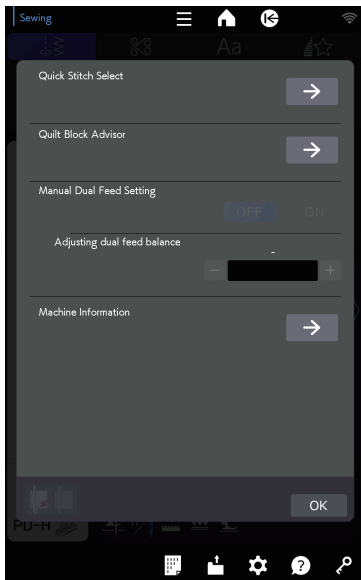 Sewing
Aa
Quick Stitch Select
Quilt Block Advisor
Manual Dual Feed Setting
OFF ON
Adjusting dual feed balance
-
- +
Machine Information
OK
PD-H
?